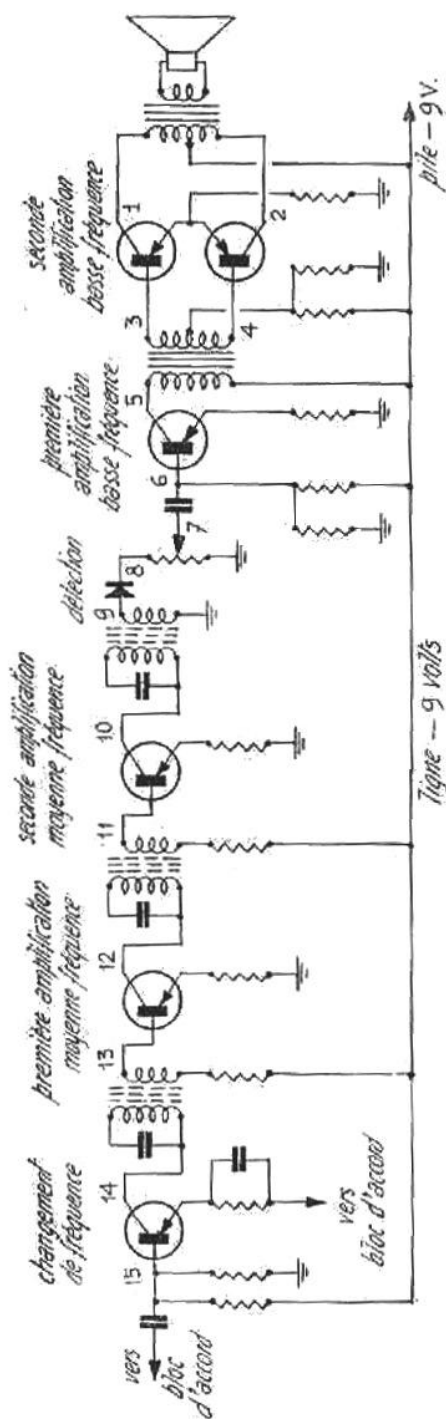 changement
de fréquence
première amplification
moyenne fréquence
seconde amplification
moyenne fréquence
détection
première
amplification
basse fréquence
seconde
amplification
basse fréquence
15
14
13
12
11
10
9
8
7
6
5
3
4
1
2
vers
bloc
d'accord
vers
bloc d'accord
ligne — 9 volts
pile – 9 V.